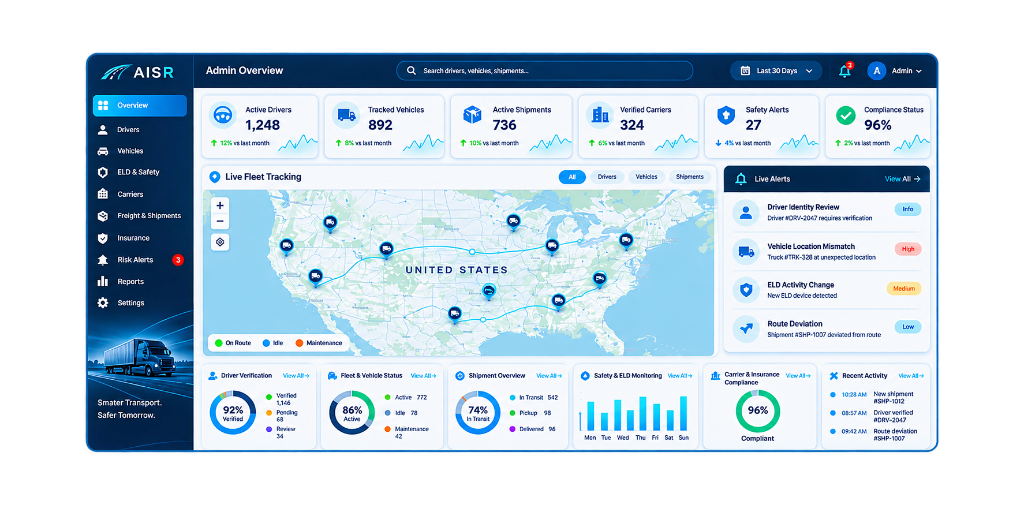 AISR
Admin Overview
Search drivers, vehicles, shipments...
Last 30 Days
3
A
Admin
Overview
Drivers
Vehicles
ELD & Safety
Carriers
Freight & Shipments
Insurance
Risk Alerts
3
Reports
Settings
Smater Transport.
Safer Tomorrow.
Active Drivers
1,248
12% vs last month
Tracked Vehicles
892
8% vs last month
Active Shipments
736
10% vs last month
Verified Carriers
324
6% vs last month
Safety Alerts
27
4% vs last month
Compliance Status
96%
2% vs last month
Live Fleet Tracking
All
Drivers
Vehicles
Shipments
+
−
UNITED STATES
On Route
Idle
Maintenance
Live Alerts
View All →
Driver Identity Review
Driver #DRV-2047 requires verification
Info
Vehicle Location Mismatch
Truck #TRK-328 at unexpected location
High
ELD Activity Change
New ELD device detected
Medium
Route Deviation
Shipment #SHP-1007 deviated from route
Low
Driver Verification
View All→
92%
Verified
Verified
1,146
Pending
68
Review
34
Fleet & Vehicle Status
View All→
86%
Active
Active 772
Idle 78
Maintenance
42
Shipment Overview
View All→
74%
In Transit
In Transit 542
Pickup 98
Delivered 96
Safety & ELD Monitoring
View All→
Mon Tue Wed Thu Fri Sat Sun
Carrier & Insurance
Compliance
View All→
96%
Compliant
Recent Activity
View All→
10:28 AM New shipment
#SHP-1012
08:57 AM Driver verified
#DRV-2047
09:42 AM Route deviation
#SHP-1007